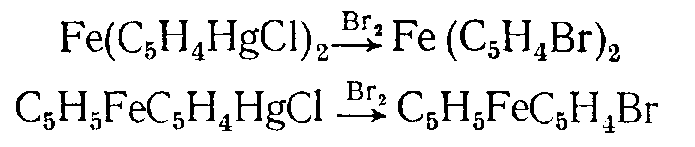 Fe(C₅H₄HgCl)₂ —Br₂→ Fe (C₅H₄Br)₂
C₅H₅FeC₅H₄HgCl —Br₂→ C₅H₅FeC₅H₄Br